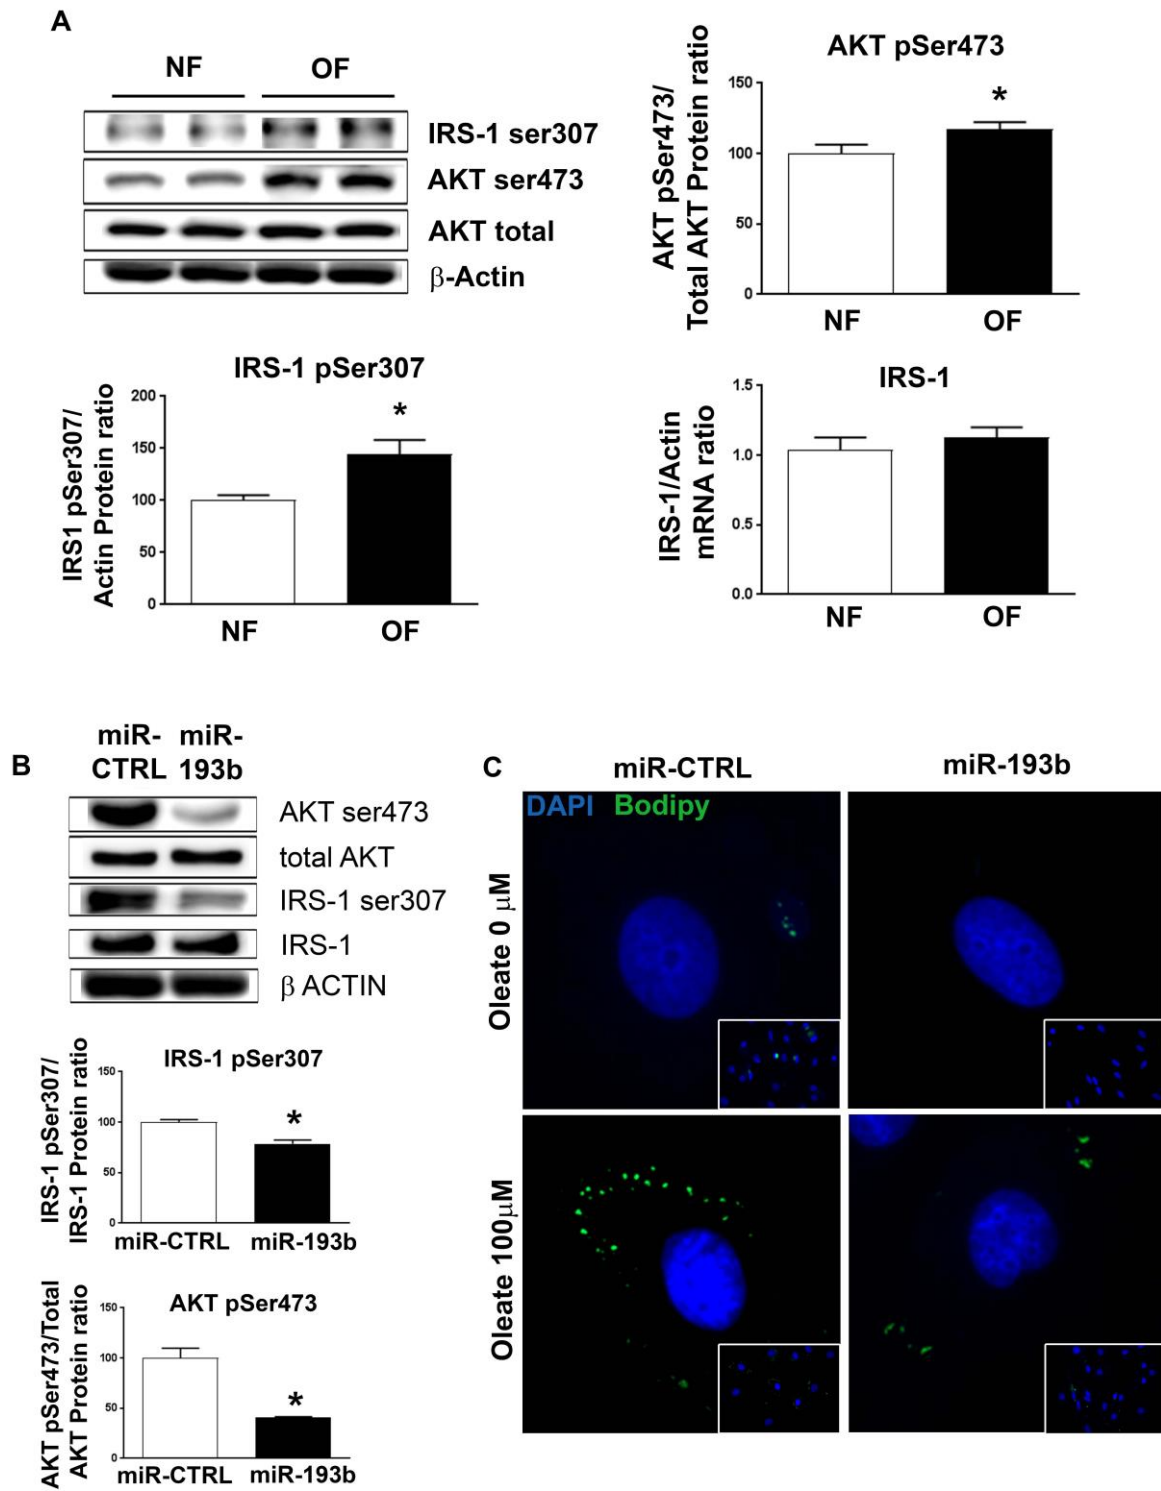 A
NF OF
IRS-1 ser307
AKT ser473
AKT total
β-Actin
AKT pSer473
AKT pSer473/
Total AKT Protein ratio
150
100
50
0
*
NF OF
IRS-1 pSer307
IRS1 pSer307/
Actin Protein ratio
200
150
100
50
0
*
NF OF
IRS-1
IRS-1/Actin
mRNA ratio
1.5
1.0
0.5
0.0
NF OF
B
miR- miR-
CTRL 193b
AKT ser473
total AKT
IRS-1 ser307
IRS-1
β ACTIN
IRS-1 pSer307
IRS-1 pSer307/
IRS-1 Protein ratio
150
100
50
0
*
miR-CTRL miR-193b
AKT pSer473
AKT pSer473/Total
AKT Protein ratio
150
100
50
0
*
miR-CTRL miR-193b
C
miR-CTRL miR-193b
DAPI Bodipy
Oleate 0 μM
Oleate 100μM